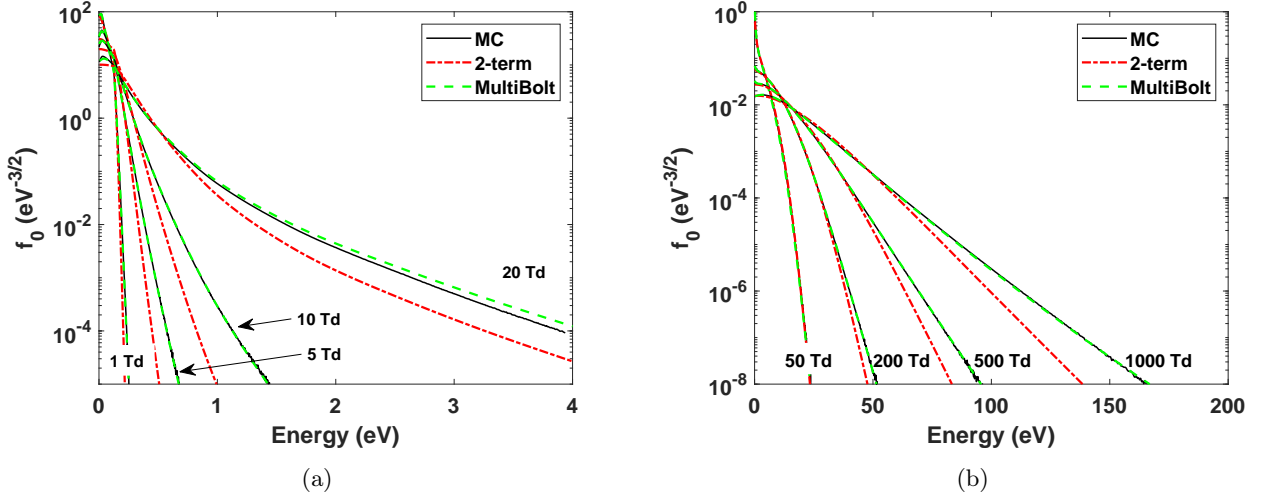 10^2
10^0
10^-2
10^-4
f_0 (eV^-3/2)
MC
2-term
MultiBolt
20 Td
10 Td
5 Td
1 Td
0 1 2 3 4
Energy (eV)
(a)
10^0
10^-2
10^-4
10^-6
10^-8
f_0 (eV^-3/2)
MC
2-term
MultiBolt
50 Td 200 Td 500 Td 1000 Td
0 50 100 150 200
Energy (eV)
(b)